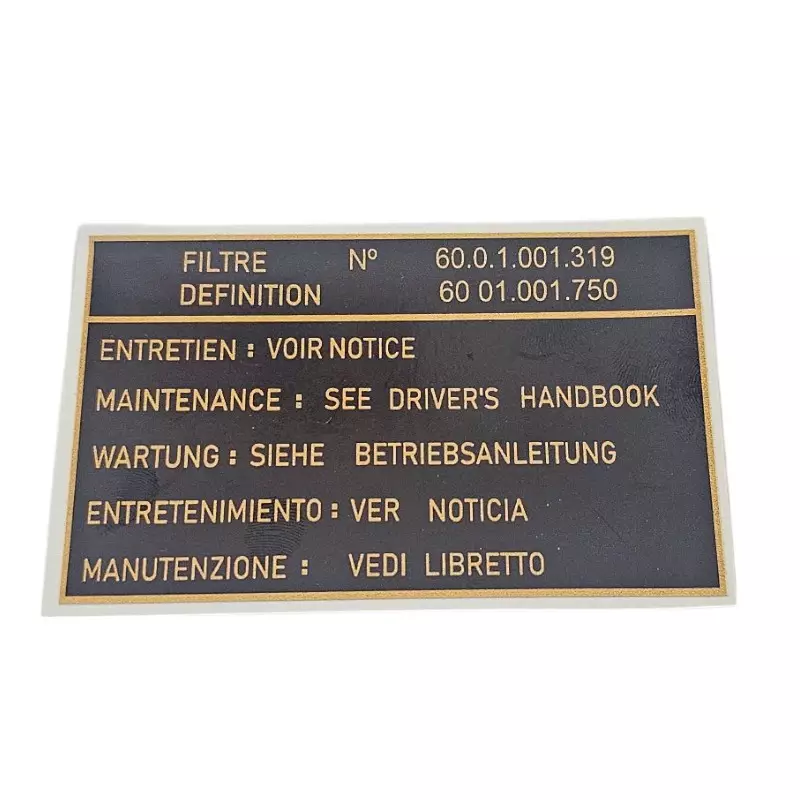 FILTRE Nº 60.0.1.001.319
DEFINITION 60 01.001.750
ENTRETIEN : VOIR NOTICE
MAINTENANCE : SEE DRIVER'S HANDBOOK
WARTUNG : SIEHE BETRIEBSANLEITUNG
ENTRETENIMIENTO : VER NOTICIA
MANUTENZIONE : VEDI LIBRETTO